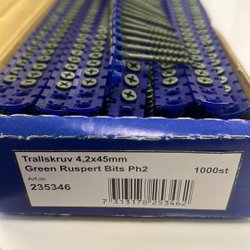 Trallskruv 4,2x45mm
Green Ruspert Bits Ph2 1000st
Art.nr
235346
7 313178 253462